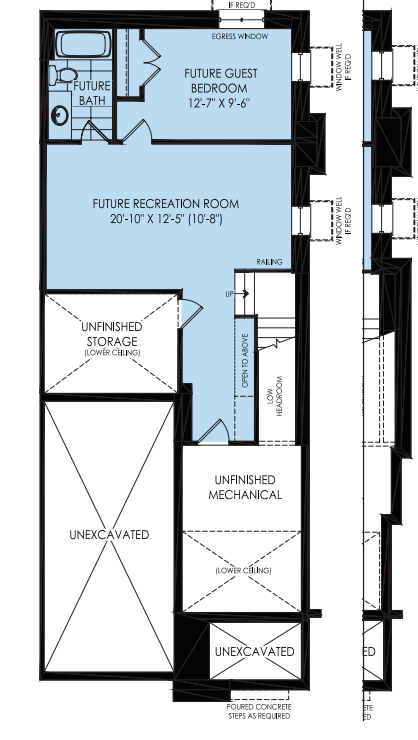 IF REQ'D
EGRESS WINDOW
FUTURE GUEST
BEDROOM
12'-7" X 9'-6"
FUTURE
BATH
WINDOW WELL
IF REQ'D
WINDOW WELL
IF REQ'D
FUTURE RECREATION ROOM
20'-10" X 12'-5" (10'-8")
RAILING
UP
UNFINISHED
STORAGE
(LOWER CEILING)
OPEN TO ABOVE
LOW
HEADROOM
UNFINISHED
MECHANICAL
UNEXCAVATED
(LOWER CEILING)
UNEXCAVATED
ED
POURED CONCRETE
STEPS AS REQUIRED
ETE
ED